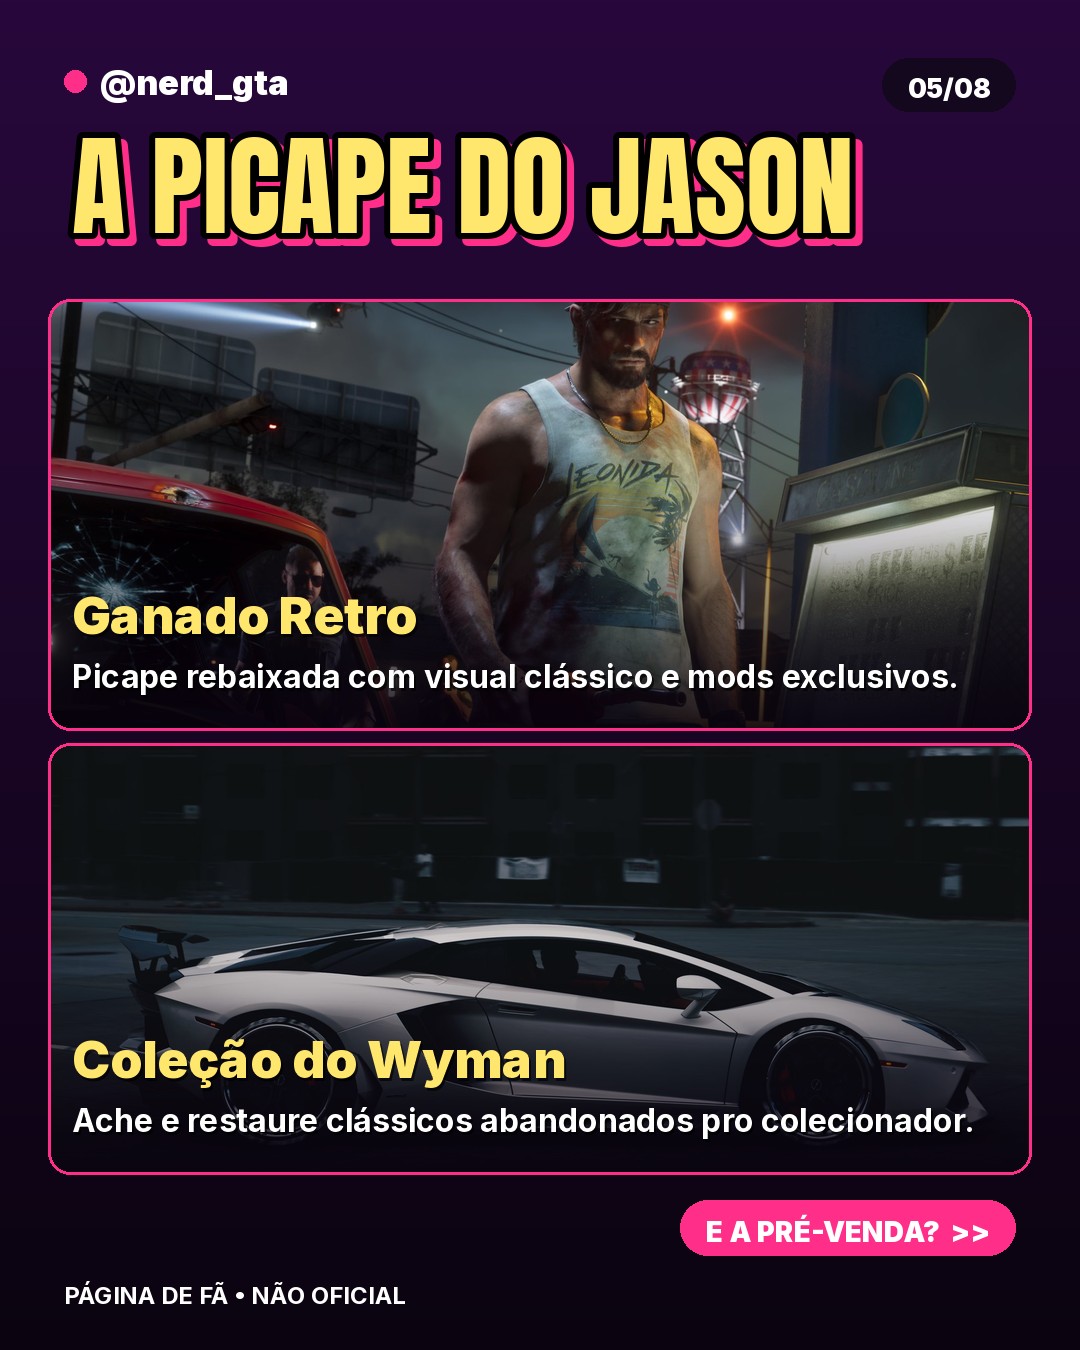 @nerd_gta
05/08
A PICAPE DO JASON
LEONIDA
Ganado Retro
Picape rebaixada com visual clássico e mods exclusivos.
Coleção do Wyman
Ache e restaure clássicos abandonados pro colecionador.
E A PRÉ-VENDA? >>
PÁGINA DE FÃ • NÃO OFICIAL